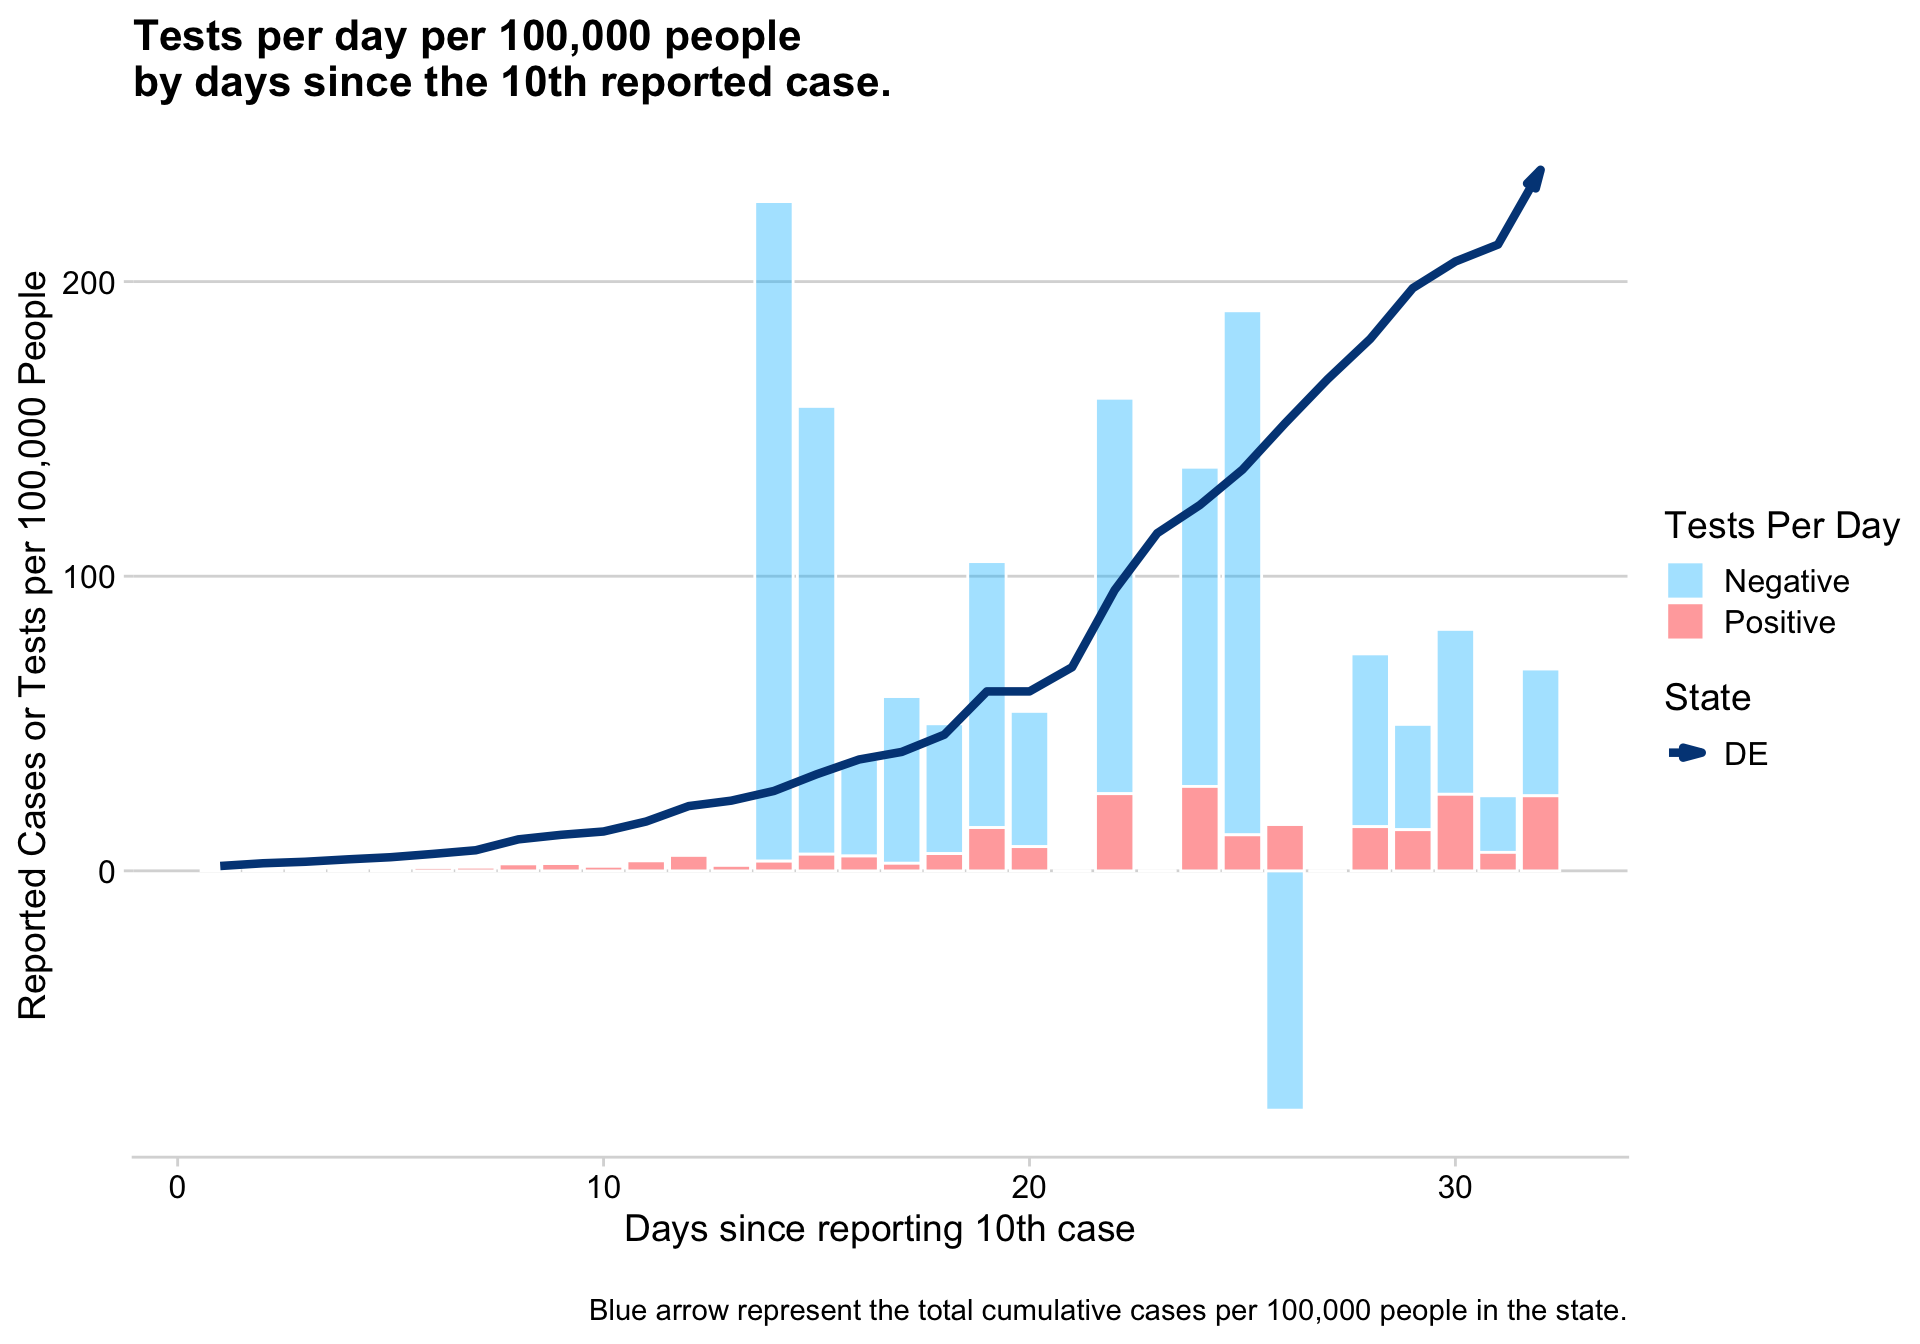 Tests per day per 100,000 people
by days since the 10th reported case.
Reported Cases or Tests per 100,000 People
200
100
0
0
10
20
30
Days since reporting 10th case
Tests Per Day
Negative
Positive
State
DE
Blue arrow represent the total cumulative cases per 100,000 people in the state.